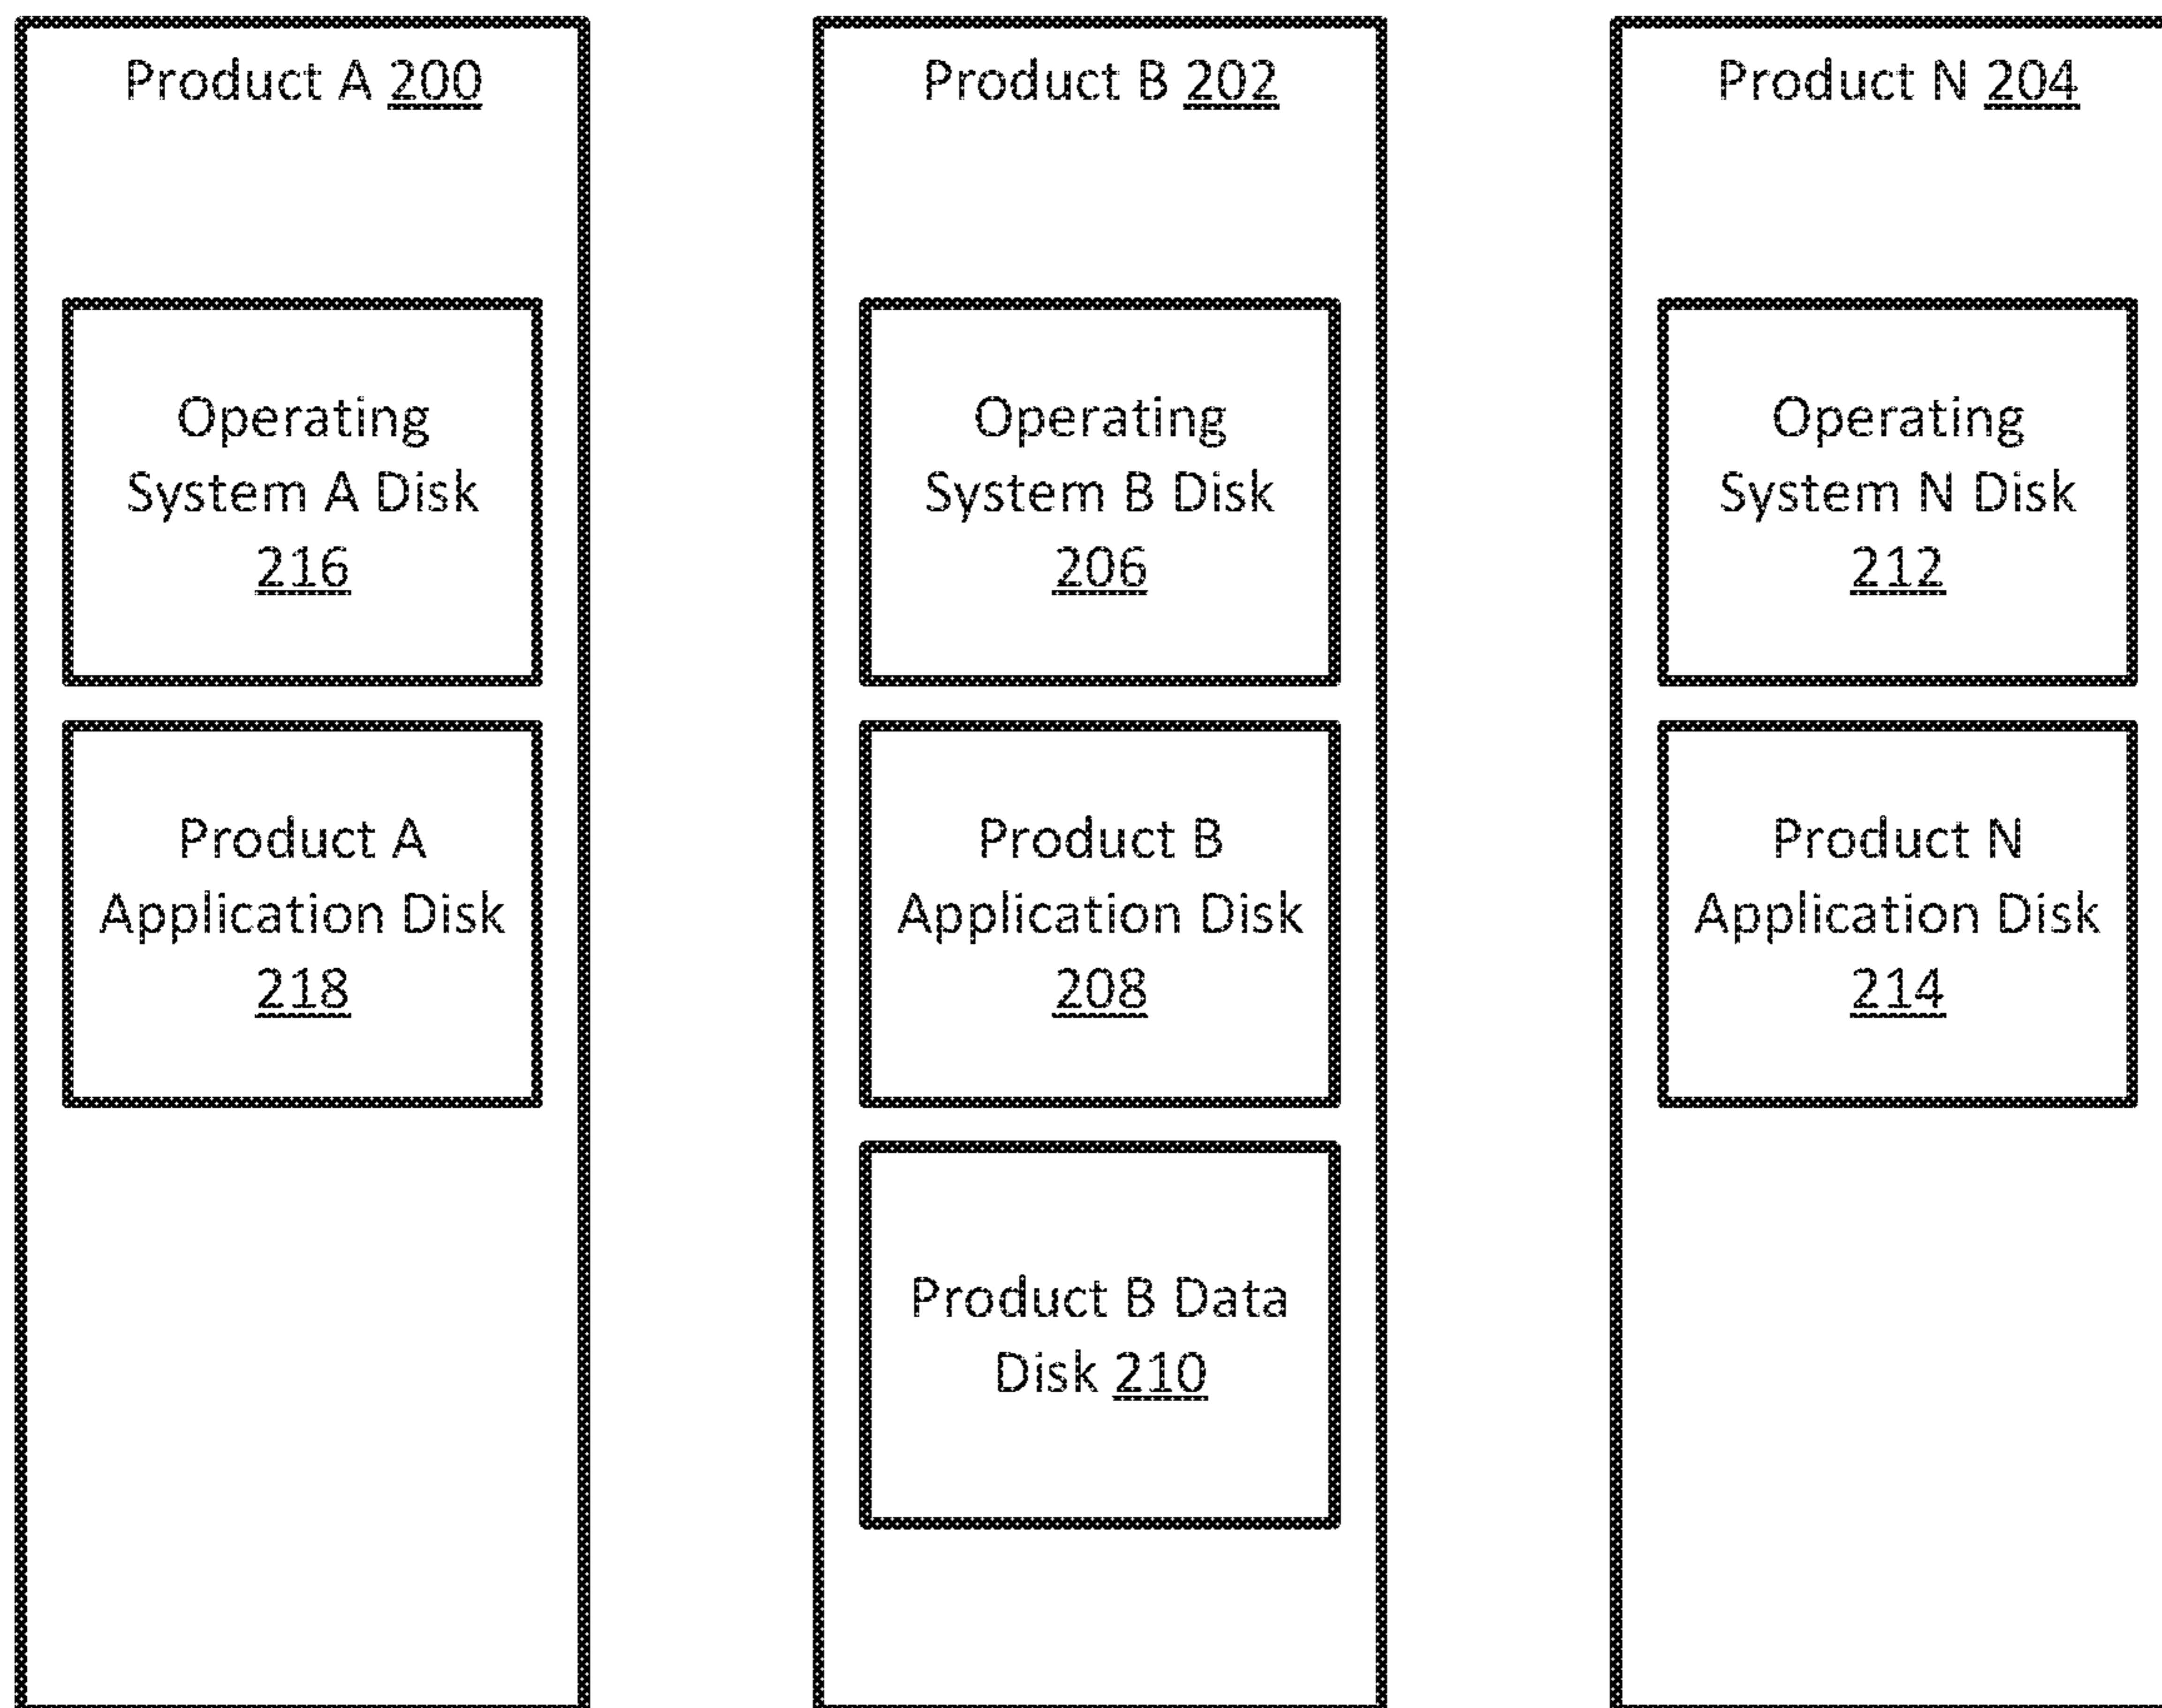 Product A 200
Operating
System A Disk
216
Product A
Application Disk
218
Product B 202
Operating
System B Disk
206
Product B
Application Disk
208
Product B Data
Disk 210
Product N 204
Operating
System N Disk
212
Product N
Application Disk
214